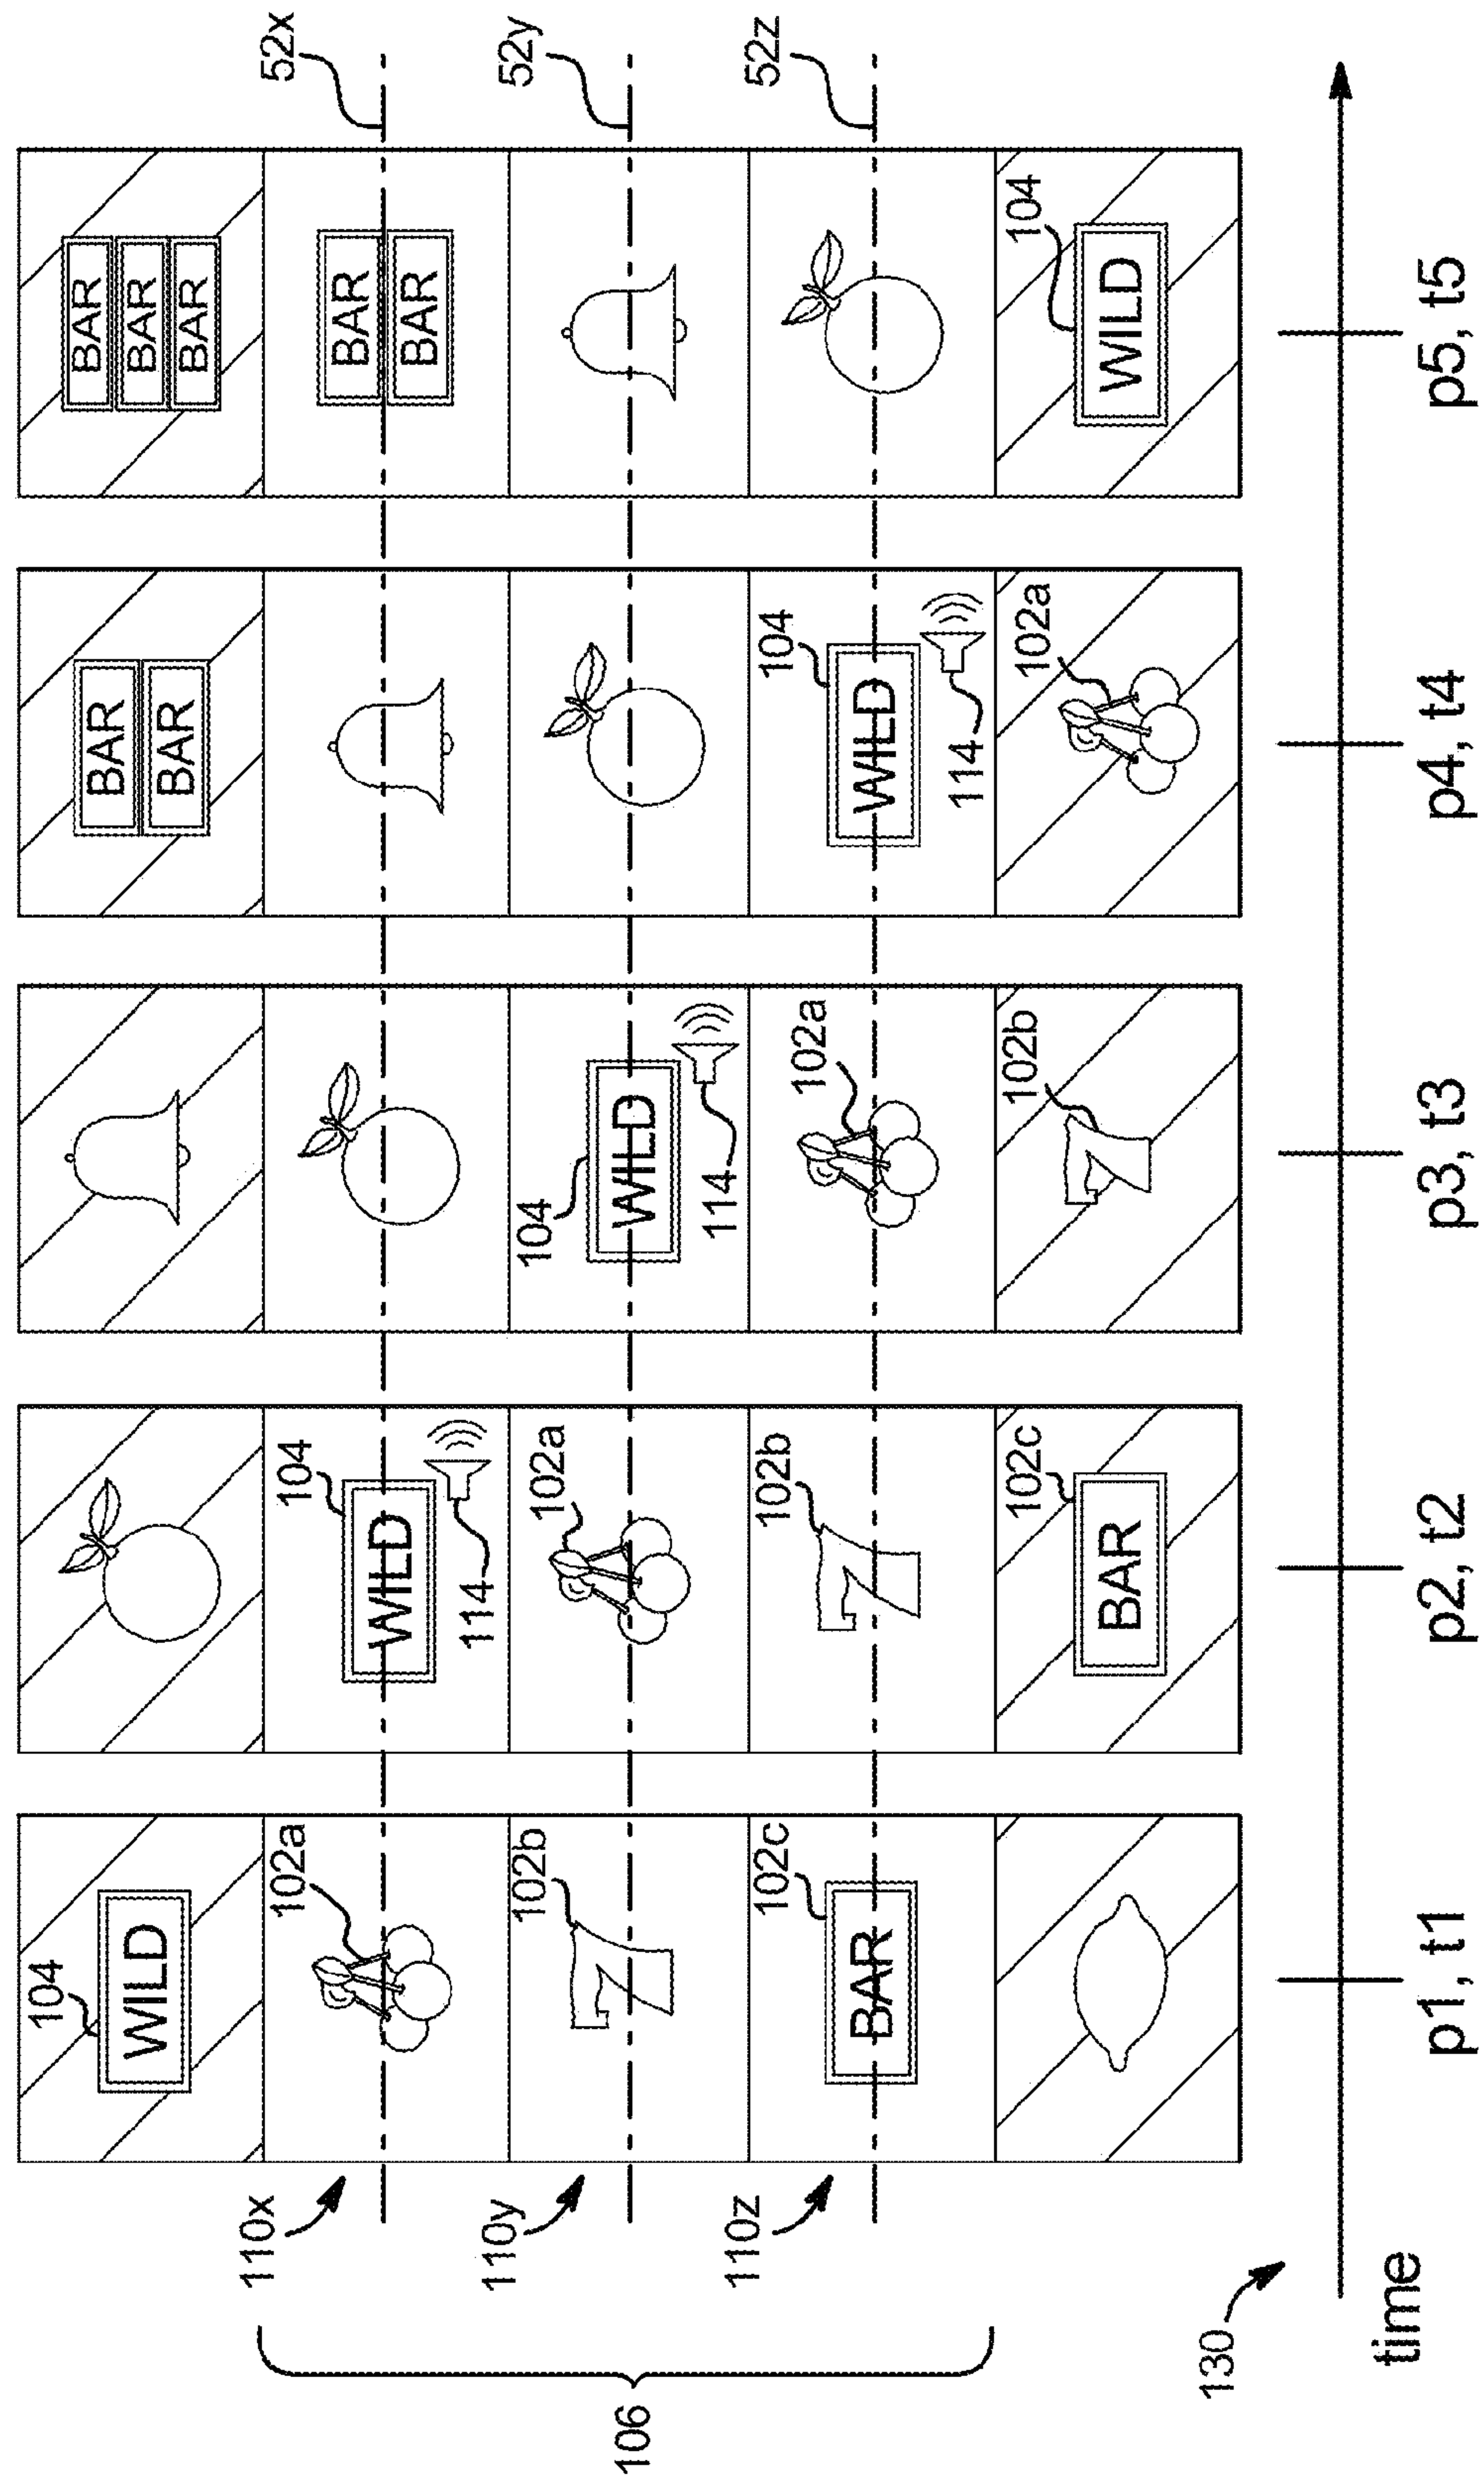 52x
52y
52z
104
WILD
102a
102b
BAR
102c
104
WILD
114
102a
102b
BAR
102c
104
WILD
114
102a
102b
BAR
BAR
104
WILD
114
102a
BAR
BAR
BAR
BAR
BAR
104
WILD
110x
110y
110z
106
130
time
p1, t1
p2, t2
p3, t3
p4, t4
p5, t5